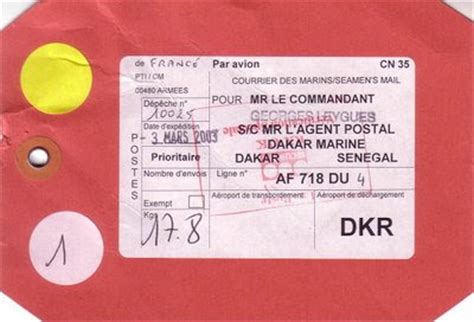 de FRANCE
Par avion
CN 35
PTI / CM
00480 ARMEES
COURRIER DES MARINS/SEAMEN'S MAIL
Dépêche n°
10025
POUR MR LE COMMANDANT
GEORGES LEYGUES
Date d'expédition
- 3 MARS 2003
S/C MR L'AGENT POSTAL
DAKAR MARINE
Prioritaire
DAKAR SENEGAL
POSTES
Nombre d'envois
Ligne n°
AF 718 DU 4
Exempt
Aéroport de transbordement
Aéroport de déchargement
Kgs
17.8
DKR
1